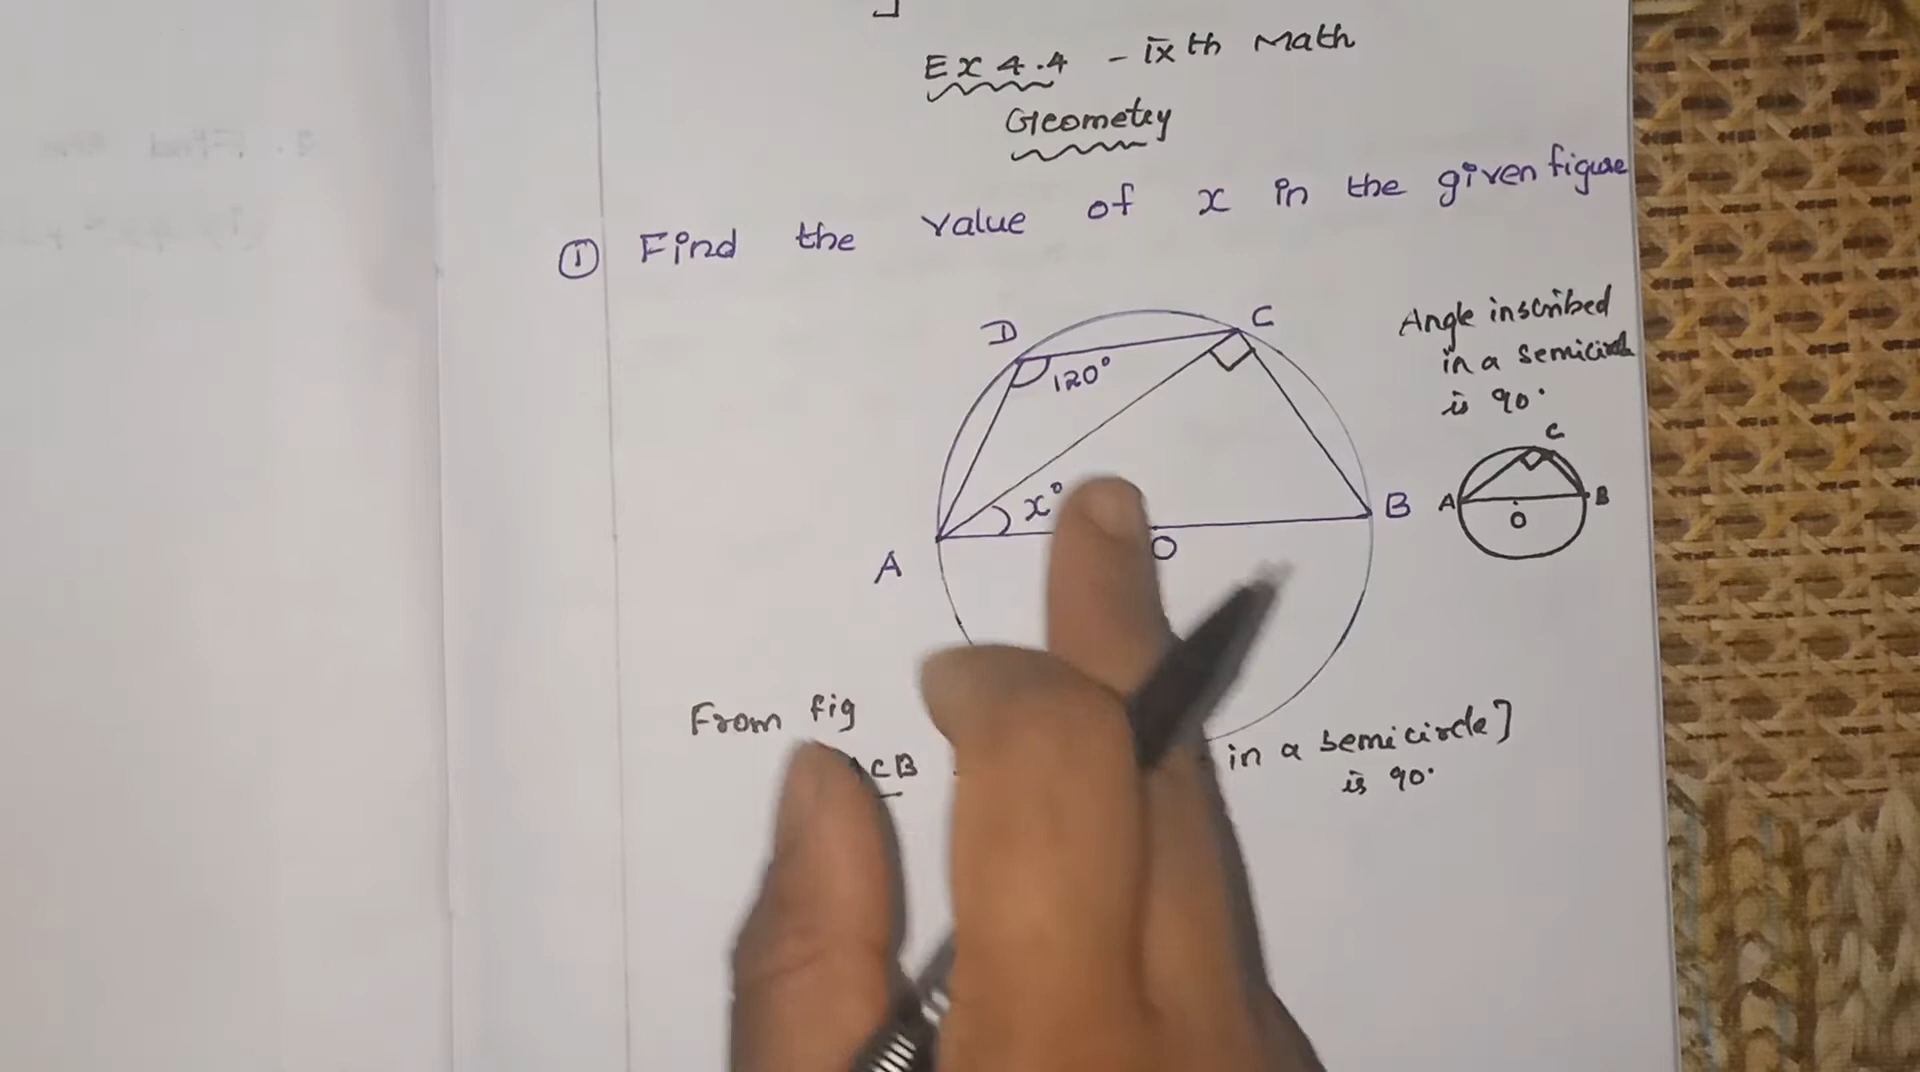 Ex 4.4 - ixth Math
Geometry
① Find the value of x in the given figure
D
C
120°
x°
A
B
O
Angle inscribed
in a semicircle
is 90°
C
A
B
O
From fig
ACB
in a semicircle]
is 90°